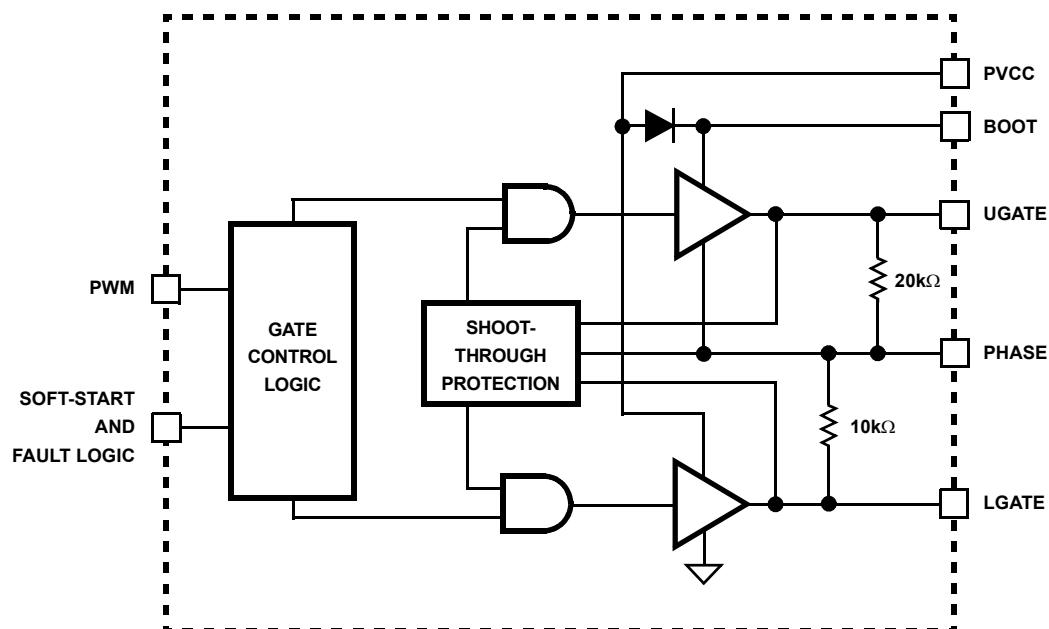 PVCC
BOOT
UGATE
20kΩ
PWM
GATE
CONTROL
LOGIC
SHOOT-
THROUGH
PROTECTION
PHASE
SOFT-START
AND
FAULT LOGIC
10kΩ
LGATE